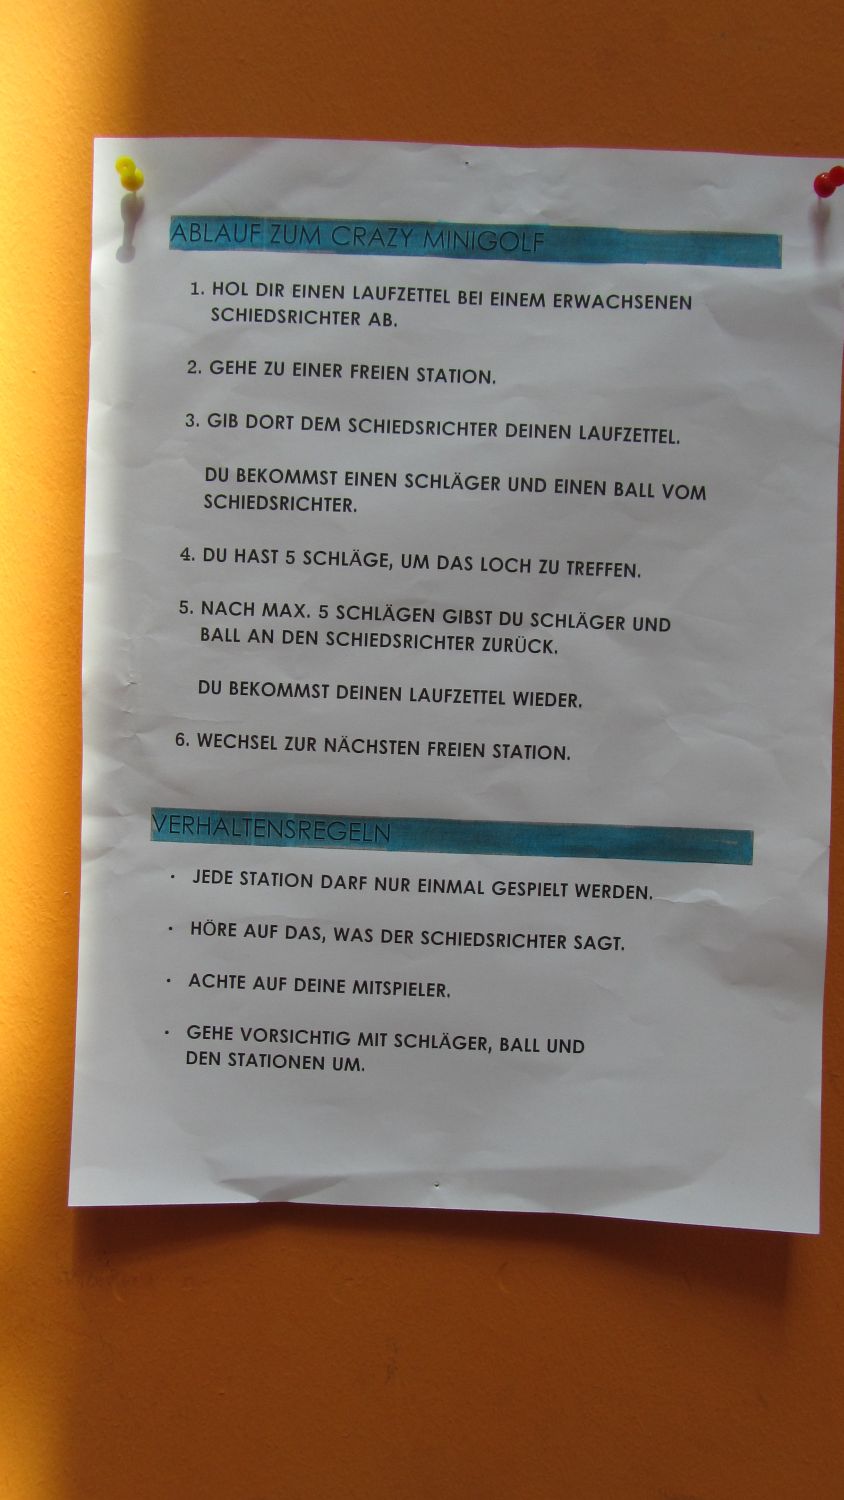 ABLAUF ZUM CRAZY MINIGOLF
1. HOL DIR EINEN LAUFZETTEL BEI EINEM ERWACHSENEN
SCHIEDSRICHTER AB.
2. GEHE ZU EINER FREIEN STATION.
3. GIB DORT DEM SCHIEDSRICHTER DEINEN LAUFZETTEL.
DU BEKOMMST EINEN SCHLÄGER UND EINEN BALL VOM
SCHIEDSRICHTER.
4. DU HAST 5 SCHLÄGE, UM DAS LOCH ZU TREFFEN.
5. NACH MAX. 5 SCHLÄGEN GIBST DU SCHLÄGER UND
BALL AN DEN SCHIEDSRICHTER ZURÜCK.
DU BEKOMMST DEINEN LAUFZETTEL WIEDER.
6. WECHSEL ZUR NÄCHSTEN FREIEN STATION.
VERHALTENSREGELN
· JEDE STATION DARF NUR EINMAL GESPIELT WERDEN.
· HÖRE AUF DAS, WAS DER SCHIEDSRICHTER SAGT.
· ACHTE AUF DEINE MITSPIELER.
· GEHE VORSICHTIG MIT SCHLÄGER, BALL UND
DEN STATIONEN UM.